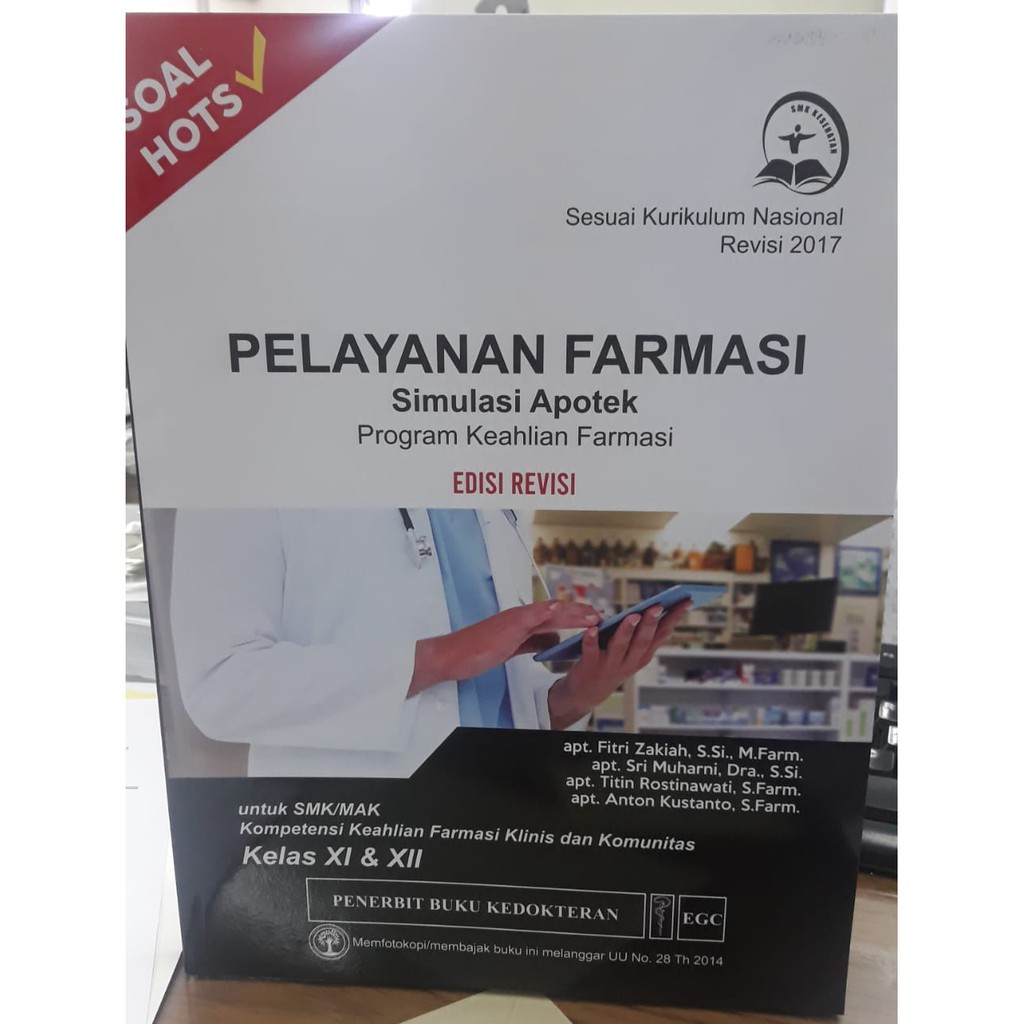 SOAL
HOTS
SMK KESEHATAN
Sesuai Kurikulum Nasional
Revisi 2017
PELAYANAN FARMASI
Simulasi Apotek
Program Keahlian Farmasi
EDISI REVISI
apt. Fitri Zakiah, S.Si., M.Farm.
apt. Sri Muharni, Dra., S.Si.
apt. Titin Rostinawati, S.Farm.
apt. Anton Kustanto, S.Farm.
untuk SMK/MAK
Kompetensi Keahlian Farmasi Klinis dan Komunitas
Kelas XI & XII
PENERBIT BUKU KEDOKTERAN EGC
Memfotokopi/membajak buku ini melanggar UU No. 28 Th 2014